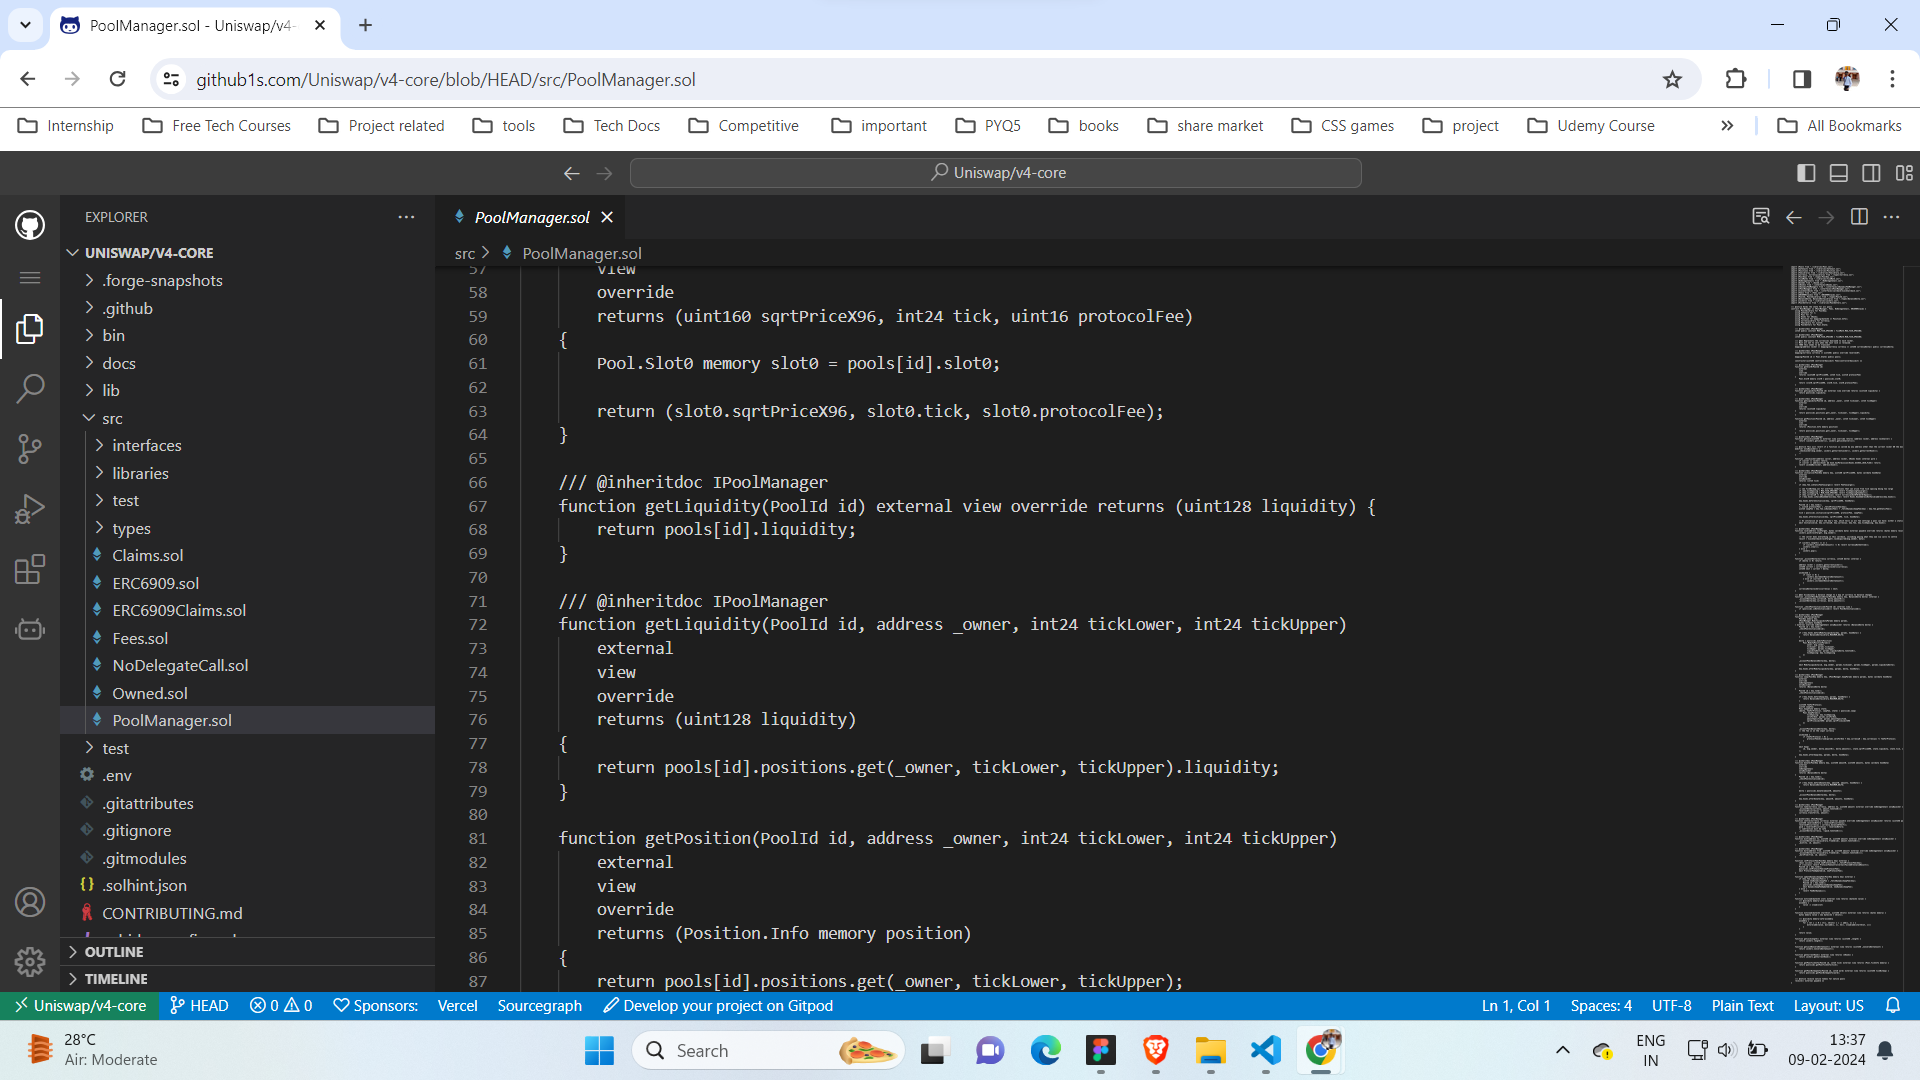 PoolManager.sol - Uniswap/v4-
github1s.com/Uniswap/v4-core/blob/HEAD/src/PoolManager.sol
Internship Free Tech Courses Project related tools Tech Docs Competitive important PYQ5 books share market CSS games project Udemy Course » All Bookmarks
Uniswap/v4-core
EXPLORER
UNISWAP/V4-CORE
.forge-snapshots
.github
bin
docs
lib
src
interfaces
libraries
test
types
Claims.sol
ERC6909.sol
ERC6909Claims.sol
Fees.sol
NoDelegateCall.sol
Owned.sol
PoolManager.sol
test
.env
.gitattributes
.gitignore
.gitmodules
.solhint.json
CONTRIBUTING.md
OUTLINE
TIMELINE
PoolManager.sol
src > PoolManager.sol
57 view
58 override
59 returns (uint160 sqrtPriceX96, int24 tick, uint16 protocolFee)
60 {
61 Pool.Slot0 memory slot0 = pools[id].slot0;
62
63 return (slot0.sqrtPriceX96, slot0.tick, slot0.protocolFee);
64 }
65
66 /// @inheritdoc IPoolManager
67 function getLiquidity(PoolId id) external view override returns (uint128 liquidity) {
68 return pools[id].liquidity;
69 }
70
71 /// @inheritdoc IPoolManager
72 function getLiquidity(PoolId id, address _owner, int24 tickLower, int24 tickUpper)
73 external
74 view
75 override
76 returns (uint128 liquidity)
77 {
78 return pools[id].positions.get(_owner, tickLower, tickUpper).liquidity;
79 }
80
81 function getPosition(PoolId id, address _owner, int24 tickLower, int24 tickUpper)
82 external
83 view
84 override
85 returns (Position.Info memory position)
86 {
87 return pools[id].positions.get(_owner, tickLower, tickUpper);
Uniswap/v4-core HEAD 0 0 Sponsors: Vercel Sourcegraph Develop your project on Gitpod Ln 1, Col 1 Spaces: 4 UTF-8 Plain Text Layout: US
28°C
Air: Moderate
Search
ENG
IN
13:37
09-02-2024